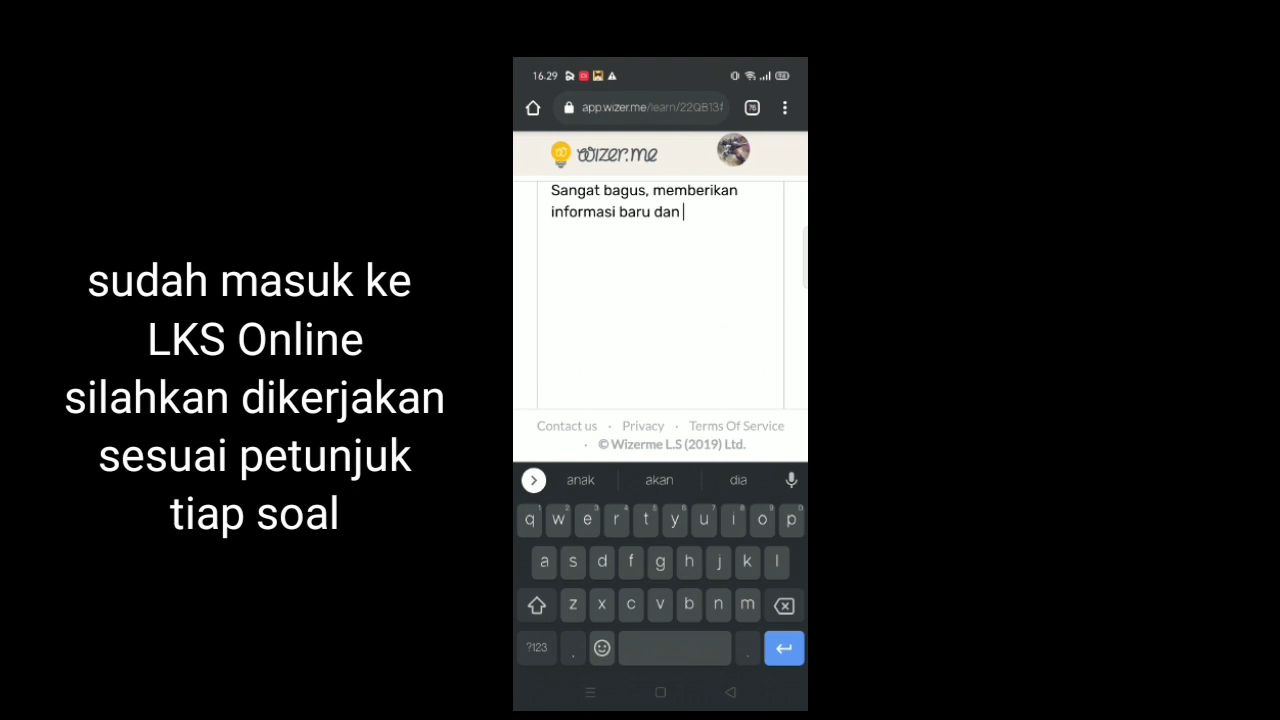 sudah masuk ke
LKS Online
silahkan dikerjakan
sesuai petunjuk
tiap soal
16.29
app.wizer.me/learn/22QB13f
wizer.me
Sangat bagus, memberikan
informasi baru dan
Contact us · Privacy · Terms Of Service
· © Wizerme L.S (2019) Ltd.
anak akan dia
q w e r t y u i o p
a s d f g h j k l
z x c v b n m
?123 , .